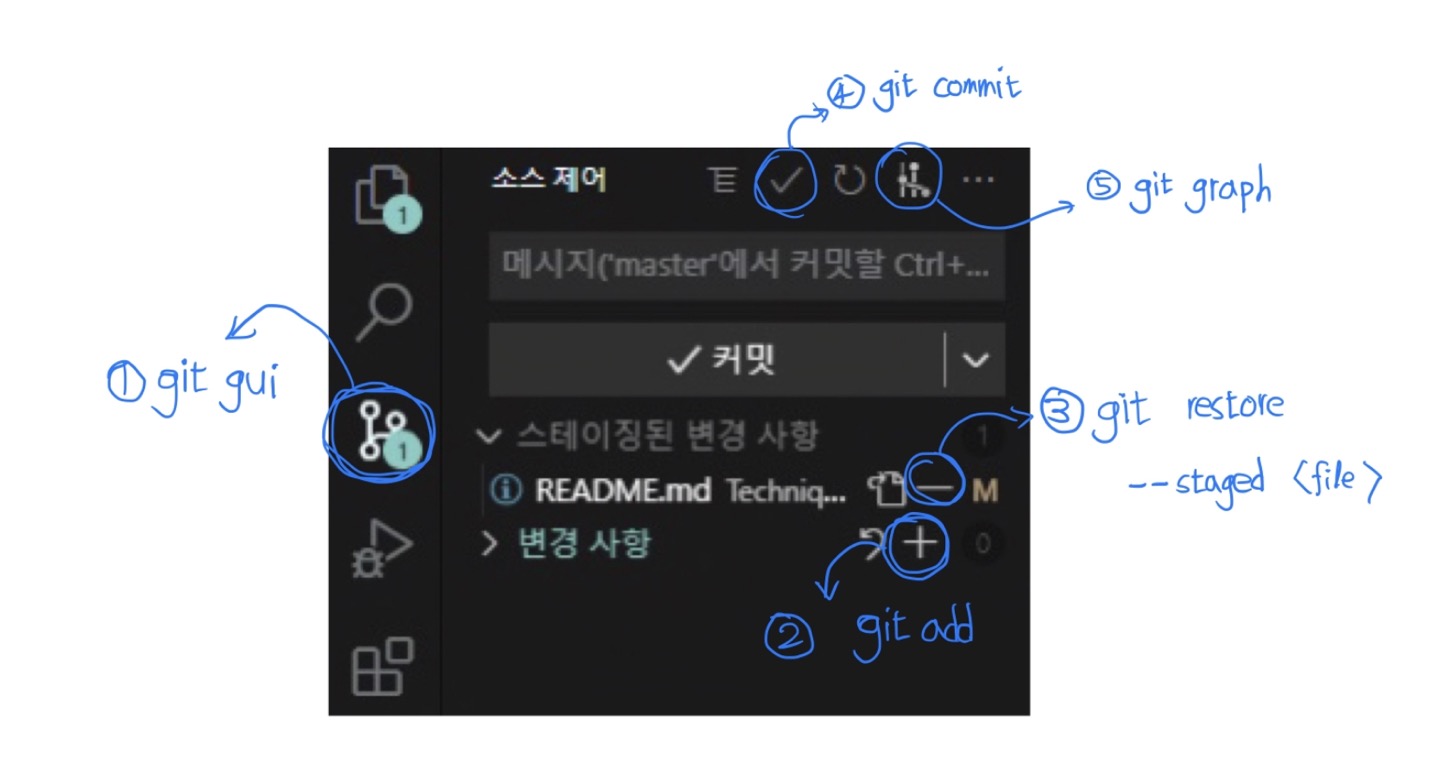 ④ git commit
소스 제어
⑤ git graph
1
메시지('master'에서 커밋할 Ctrl+...
① git gui
✓ 커밋
1
스테이징된 변경 사항 1
③ git restore
--staged <file>
README.md Techniq... M
변경 사항 0
② git add